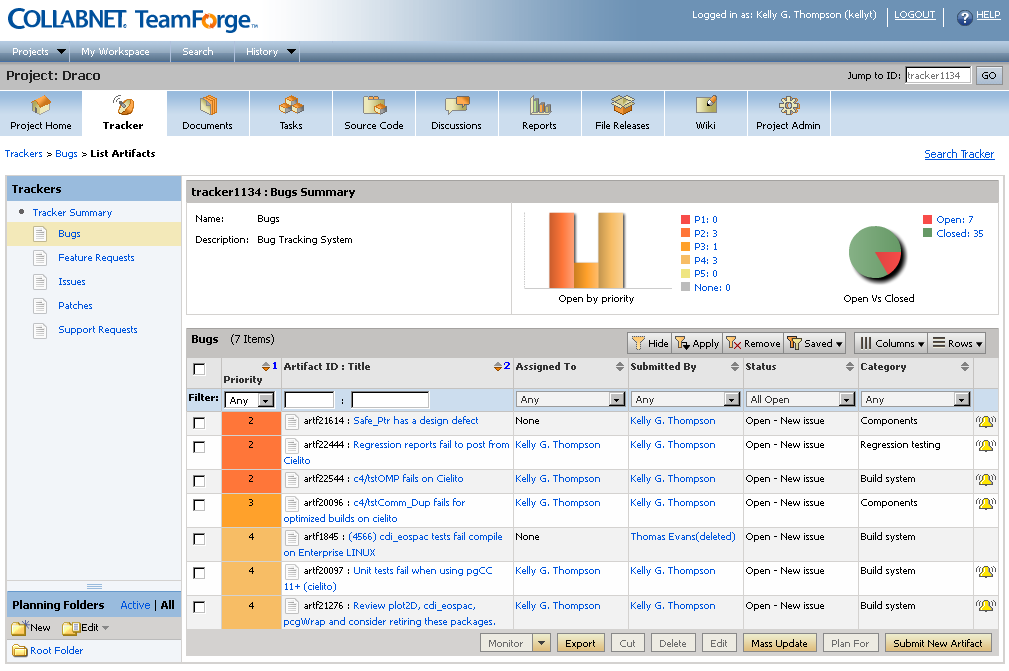 COLLABNET. TeamForge™
Logged in as: Kelly G. Thompson (kellyt) LOGOUT ? HELP
Projects My Workspace Search History
Project: Draco
Jump to ID: tracker1134 GO
Project Home Tracker Documents Tasks Source Code Discussions Reports File Releases Wiki Project Admin
Trackers > Bugs > List Artifacts
Search Tracker
Trackers
Tracker Summary
Bugs
Feature Requests
Issues
Patches
Support Requests
Planning Folders Active | All
New Edit
Root Folder
tracker1134 : Bugs Summary
Name: Bugs
Description: Bug Tracking System
P1: 0
P2: 3
P3: 1
P4: 3
P5: 0
None: 0
Open by priority
Open: 7
Closed: 35
Open Vs Closed
Bugs (7 Items)
Hide Apply Remove Saved Columns Rows
Priority 1 Artifact ID : Title 2 Assigned To Submitted By Status Category
Filter: Any : Any Any All Open Any
2 artf21614 : Safe_Ptr has a design defect None Kelly G. Thompson Open - New issue Components
2 artf22444 : Regression reports fail to post from Kelly G. Thompson Kelly G. Thompson Open - New issue Regression testing
Cielito
2 artf22544 : c4/tstOMP fails on Cielito Kelly G. Thompson Kelly G. Thompson Open - New issue Build system
3 artf20096 : c4/tstComm_Dup fails for Kelly G. Thompson Kelly G. Thompson Open - New issue Components
optimized builds on cielito
4 artf1845 : (4566) cdi_eospac tests fail compile None Thomas Evans(deleted) Open - New issue Build system
on Enterprise LINUX
4 artf20097 : Unit tests fail when using pgCC Kelly G. Thompson Kelly G. Thompson Open - New issue Build system
11+ (cielito)
4 artf21276 : Review plot2D, cdi_eospac, Kelly G. Thompson Kelly G. Thompson Open - New issue Build system
pcgWrap and consider retiring these packages.
Monitor Export Cut Delete Edit Mass Update Plan For Submit New Artifact